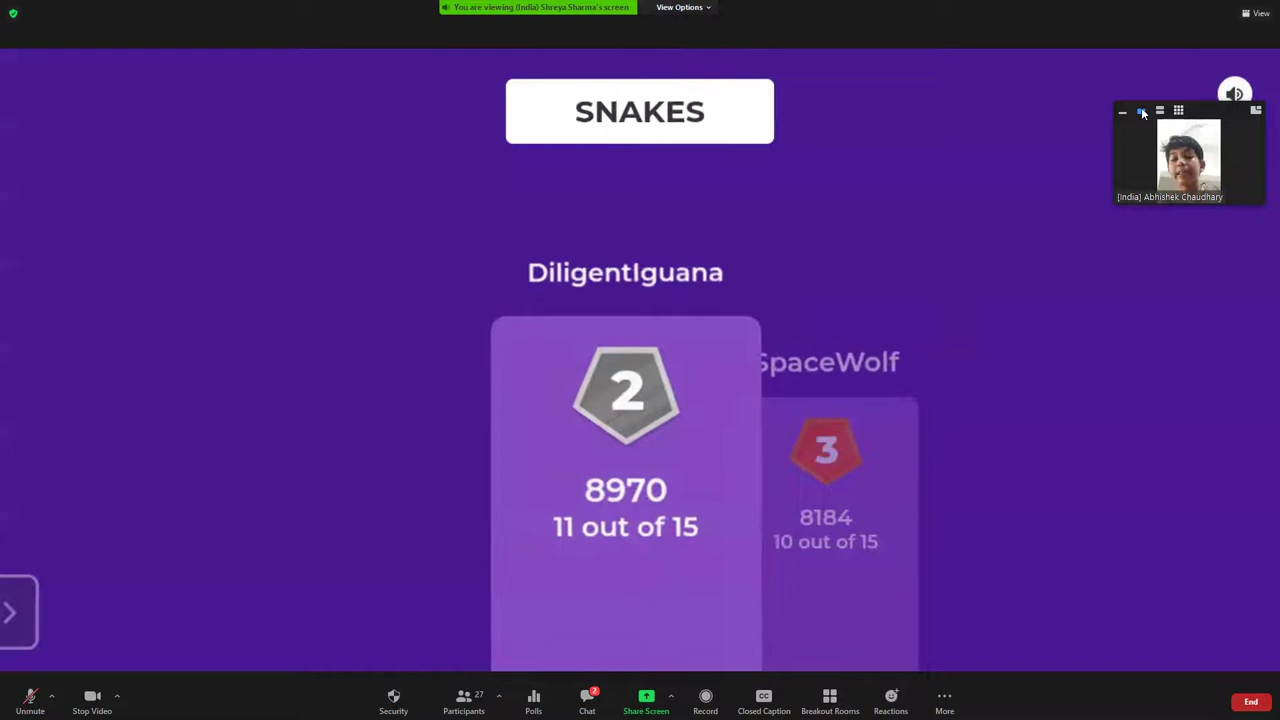 You are viewing (India) Shreya Sharma's screen
View Options
View
SNAKES
[India] Abhishek Chaudhary
DiligentIguana
SpaceWolf
2
3
8970
11 out of 15
8184
10 out of 15
Unmute
Stop Video
Security
Participants
27
Polls
Chat
2
Share Screen
Record
CC
Closed Caption
Breakout Rooms
Reactions
More
End